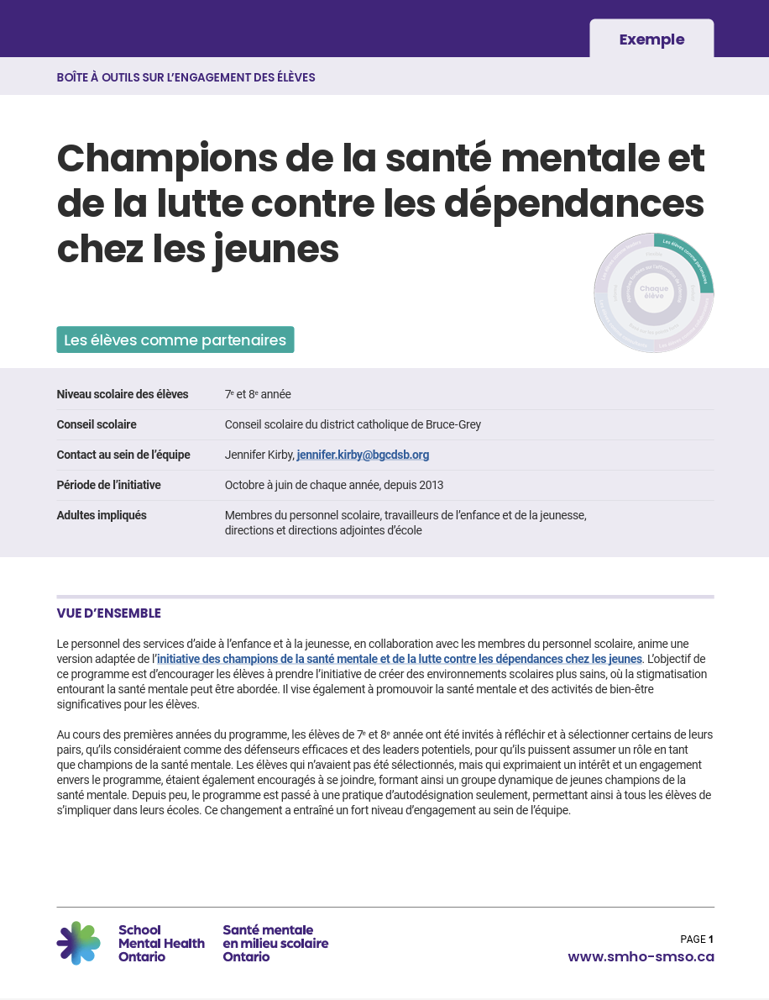 Exemple
BOÎTE À OUTILS SUR L’ENGAGEMENT DES ÉLÈVES
Champions de la santé mentale et
de la lutte contre les dépendances
chez les jeunes
Les élèves comme partenaires
Chaque
élève
Les élèves comme partenaires
Niveau scolaire des élèves 7e et 8e année
Conseil scolaire Conseil scolaire du district catholique de Bruce-Grey
Contact au sein de l’équipe Jennifer Kirby, jennifer.kirby@bgcdsb.org
Période de l’initiative Octobre à juin de chaque année, depuis 2013
Adultes impliqués Membres du personnel scolaire, travailleurs de l’enfance et de la jeunesse,
directions et directions adjointes d’école
VUE D’ENSEMBLE
Le personnel des services d’aide à l’enfance et à la jeunesse, en collaboration avec les membres du personnel scolaire, anime une
version adaptée de l’initiative des champions de la santé mentale et de la lutte contre les dépendances chez les jeunes. L’objectif de
ce programme est d’encourager les élèves à prendre l’initiative de créer des environnements scolaires plus sains, où la stigmatisation
entourant la santé mentale peut être abordée. Il vise également à promouvoir la santé mentale et des activités de bien-être
significatives pour les élèves.
Au cours des premières années du programme, les élèves de 7e et 8e année ont été invités à réfléchir et à sélectionner certains de leurs
pairs, qu’ils considéraient comme des défenseurs efficaces et des leaders potentiels, pour qu’ils puissent assumer un rôle en tant
que champions de la santé mentale. Les élèves qui n’avaient pas été sélectionnés, mais qui exprimaient un intérêt et un engagement
envers le programme, étaient également encouragés à se joindre, formant ainsi un groupe dynamique de jeunes champions de la
santé mentale. Depuis peu, le programme est passé à une pratique d’autodésignation seulement, permettant ainsi à tous les élèves de
s’impliquer dans leurs écoles. Ce changement a entraîné un fort niveau d’engagement au sein de l’équipe.
School
Mental Health
Ontario
Santé mentale
en milieu scolaire
Ontario
PAGE 1
www.smho-smso.ca